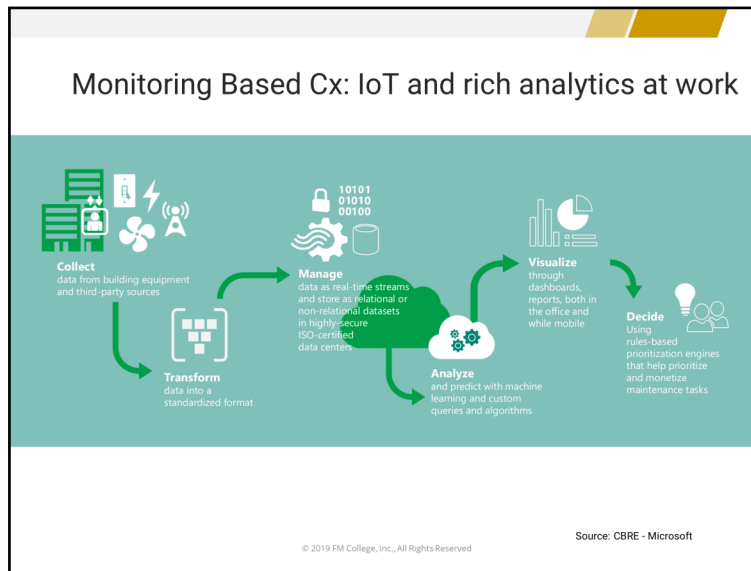 Monitoring Based Cx: IoT and rich analytics at work
10101
01010
00100
Collect
data from building equipment
and third-party sources
Transform
data into a
standardized format
Manage
data as real-time streams
and store as relational or
non-relational datasets
in highly-secure
ISO-certified
data centers
Analyze
and predict with machine
learning and custom
queries and algorithms
Visualize
through
dashboards,
reports, both in
the office and
while mobile
Decide
Using
rules-based
prioritization engines
that help prioritize
and monetize
maintenance tasks
Source: CBRE - Microsoft
© 2019 FM College, Inc., All Rights Reserved